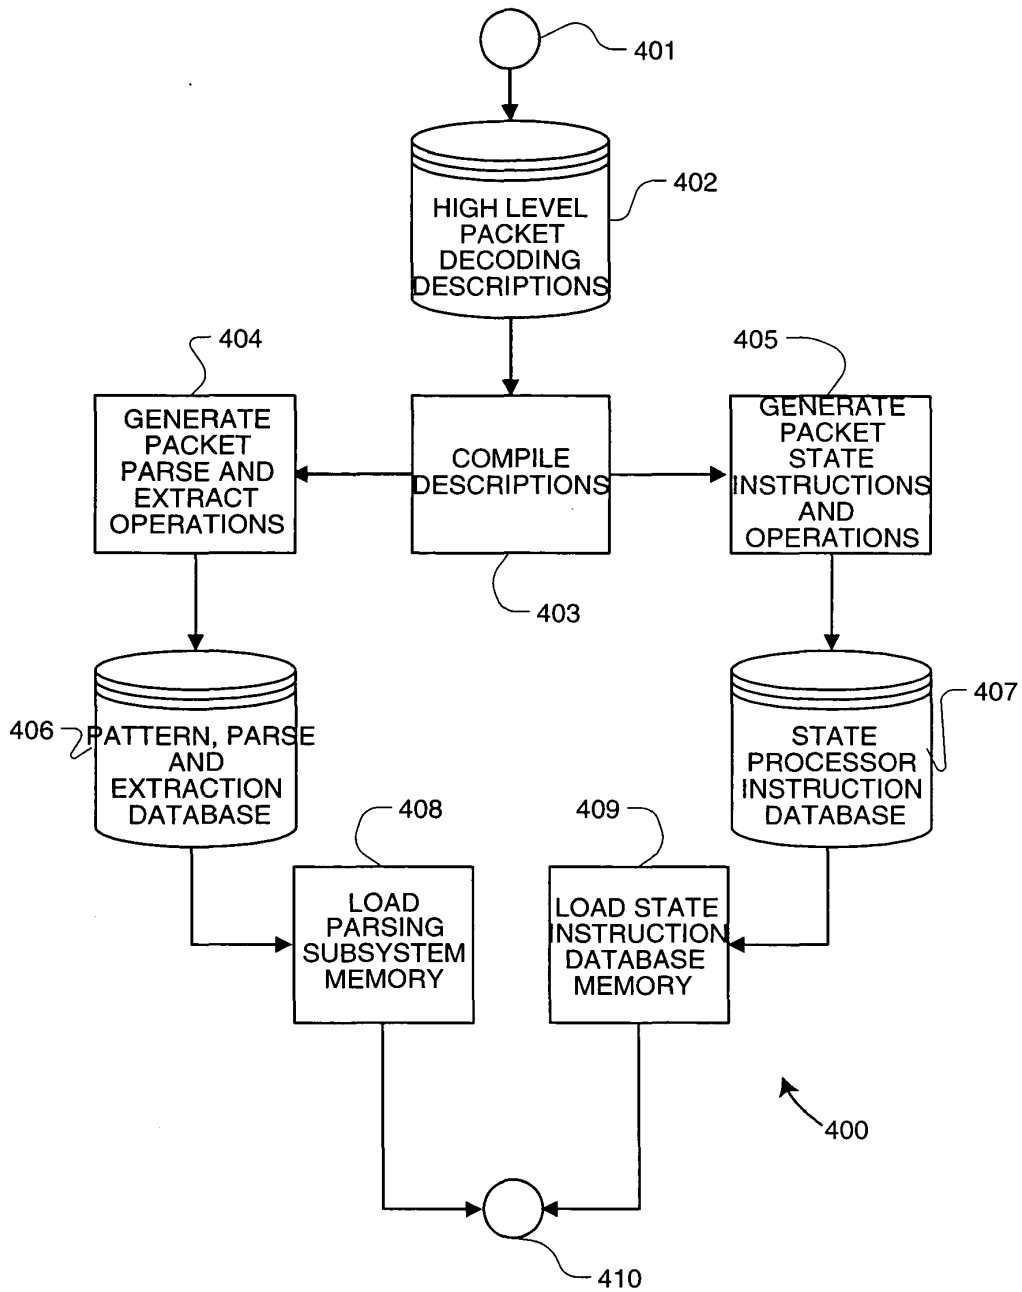 401
402
HIGH LEVEL
PACKET
DECODING
DESCRIPTIONS
404
405
GENERATE
PACKET
PARSE AND
EXTRACT
OPERATIONS
COMPILE
DESCRIPTIONS
GENERATE
PACKET
STATE
INSTRUCTIONS
AND
OPERATIONS
403
406
PATTERN, PARSE
AND
EXTRACTION
DATABASE
407
STATE
PROCESSOR
INSTRUCTION
DATABASE
408
409
LOAD
PARSING
SUBSYSTEM
MEMORY
LOAD STATE
INSTRUCTION
DATABASE
MEMORY
400
410